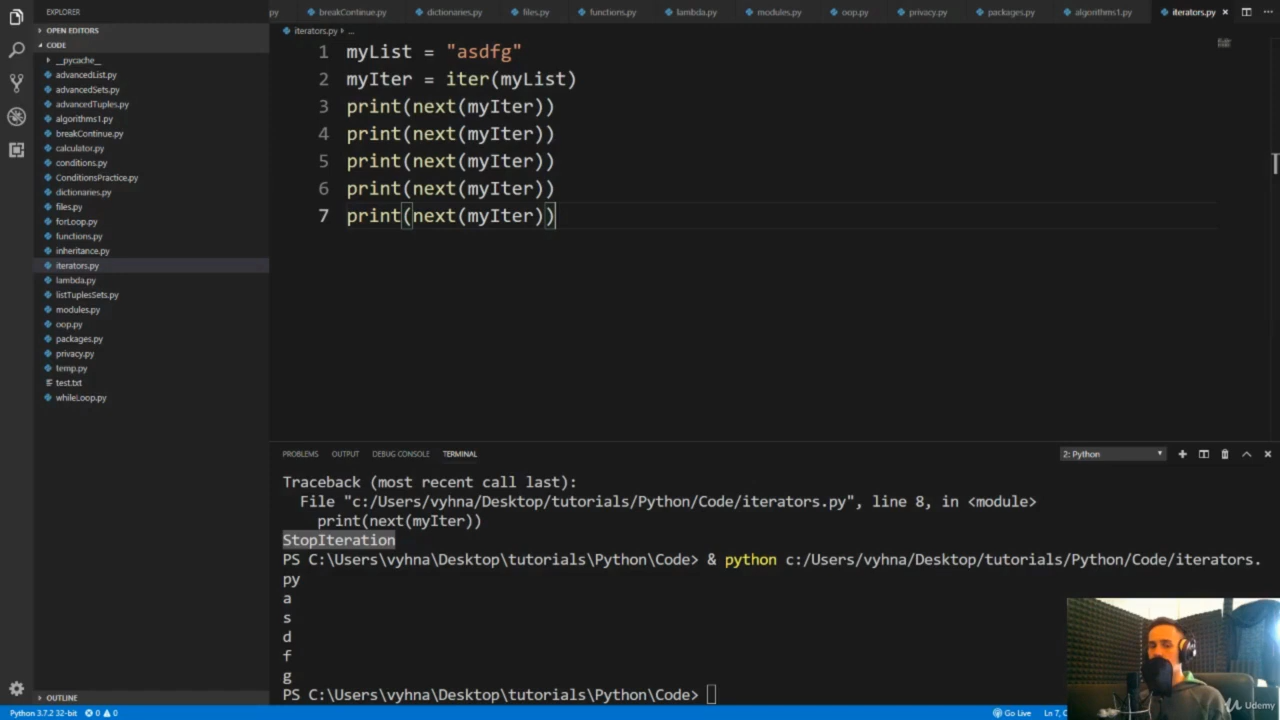 EXPLORER
OPEN EDITORS
CODE
__pycache__
advancedList.py
advancedSets.py
advancedTuples.py
algorithms1.py
breakContinue.py
calculator.py
conditions.py
ConditionsPractice.py
dictionaries.py
files.py
forLoop.py
functions.py
inheritance.py
iterators.py
lambda.py
listTuplesSets.py
modules.py
oop.py
packages.py
privacy.py
temp.py
test.txt
whileLoop.py
OUTLINE
py breakContinue.py dictionaries.py files.py functions.py lambda.py modules.py oop.py privacy.py packages.py algorithms1.py iterators.py ×
iterators.py > ...
1 myList = "asdfg"
2 myIter = iter(myList)
3 print(next(myIter))
4 print(next(myIter))
5 print(next(myIter))
6 print(next(myIter))
7 print(next(myIter))
PROBLEMS OUTPUT DEBUG CONSOLE TERMINAL 2: Python
Traceback (most recent call last):
File "c:/Users/vyhna/Desktop/tutorials/Python/Code/iterators.py", line 8, in <module>
print(next(myIter))
StopIteration
PS C:\Users\vyhna\Desktop\tutorials\Python\Code> & python c:/Users/vyhna/Desktop/tutorials/Python/Code/iterators.
py
a
s
d
f
g
PS C:\Users\vyhna\Desktop\tutorials\Python\Code>
Udemy
Python 3.7.2 32-bit 0 0 Go Live Ln 7,